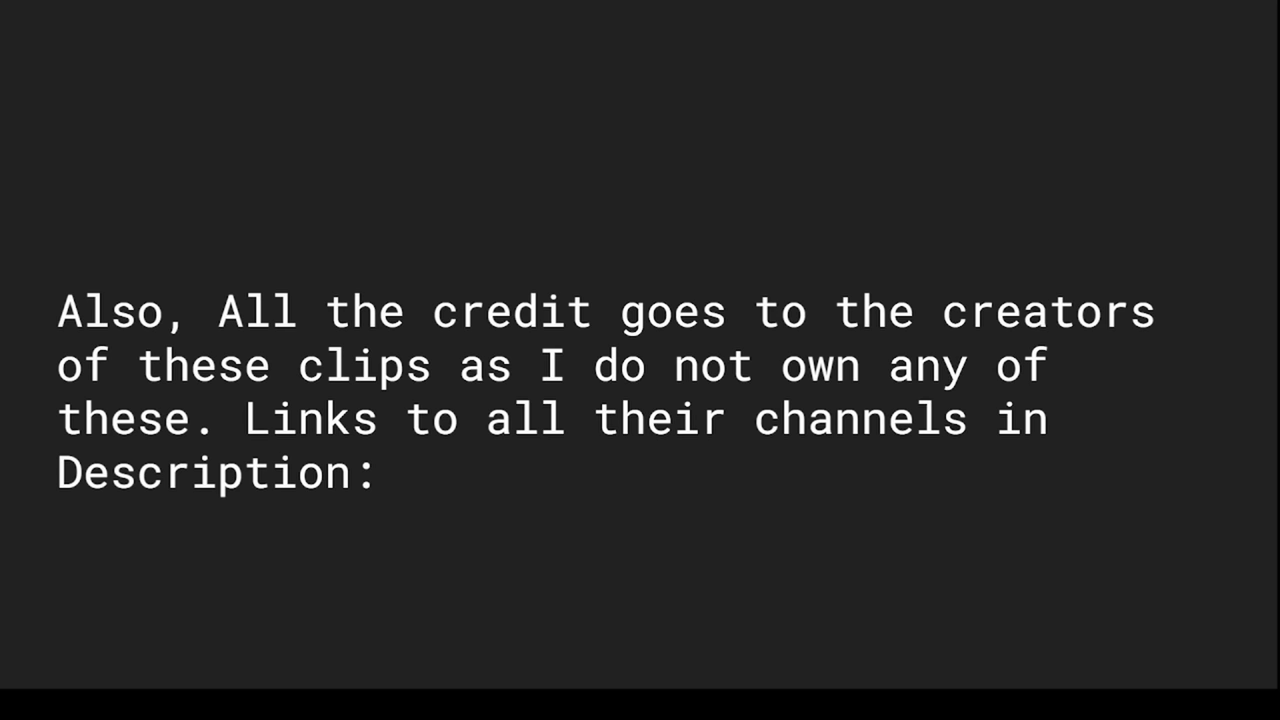 Also, All the credit goes to the creators
of these clips as I do not own any of
these. Links to all their channels in
Description: